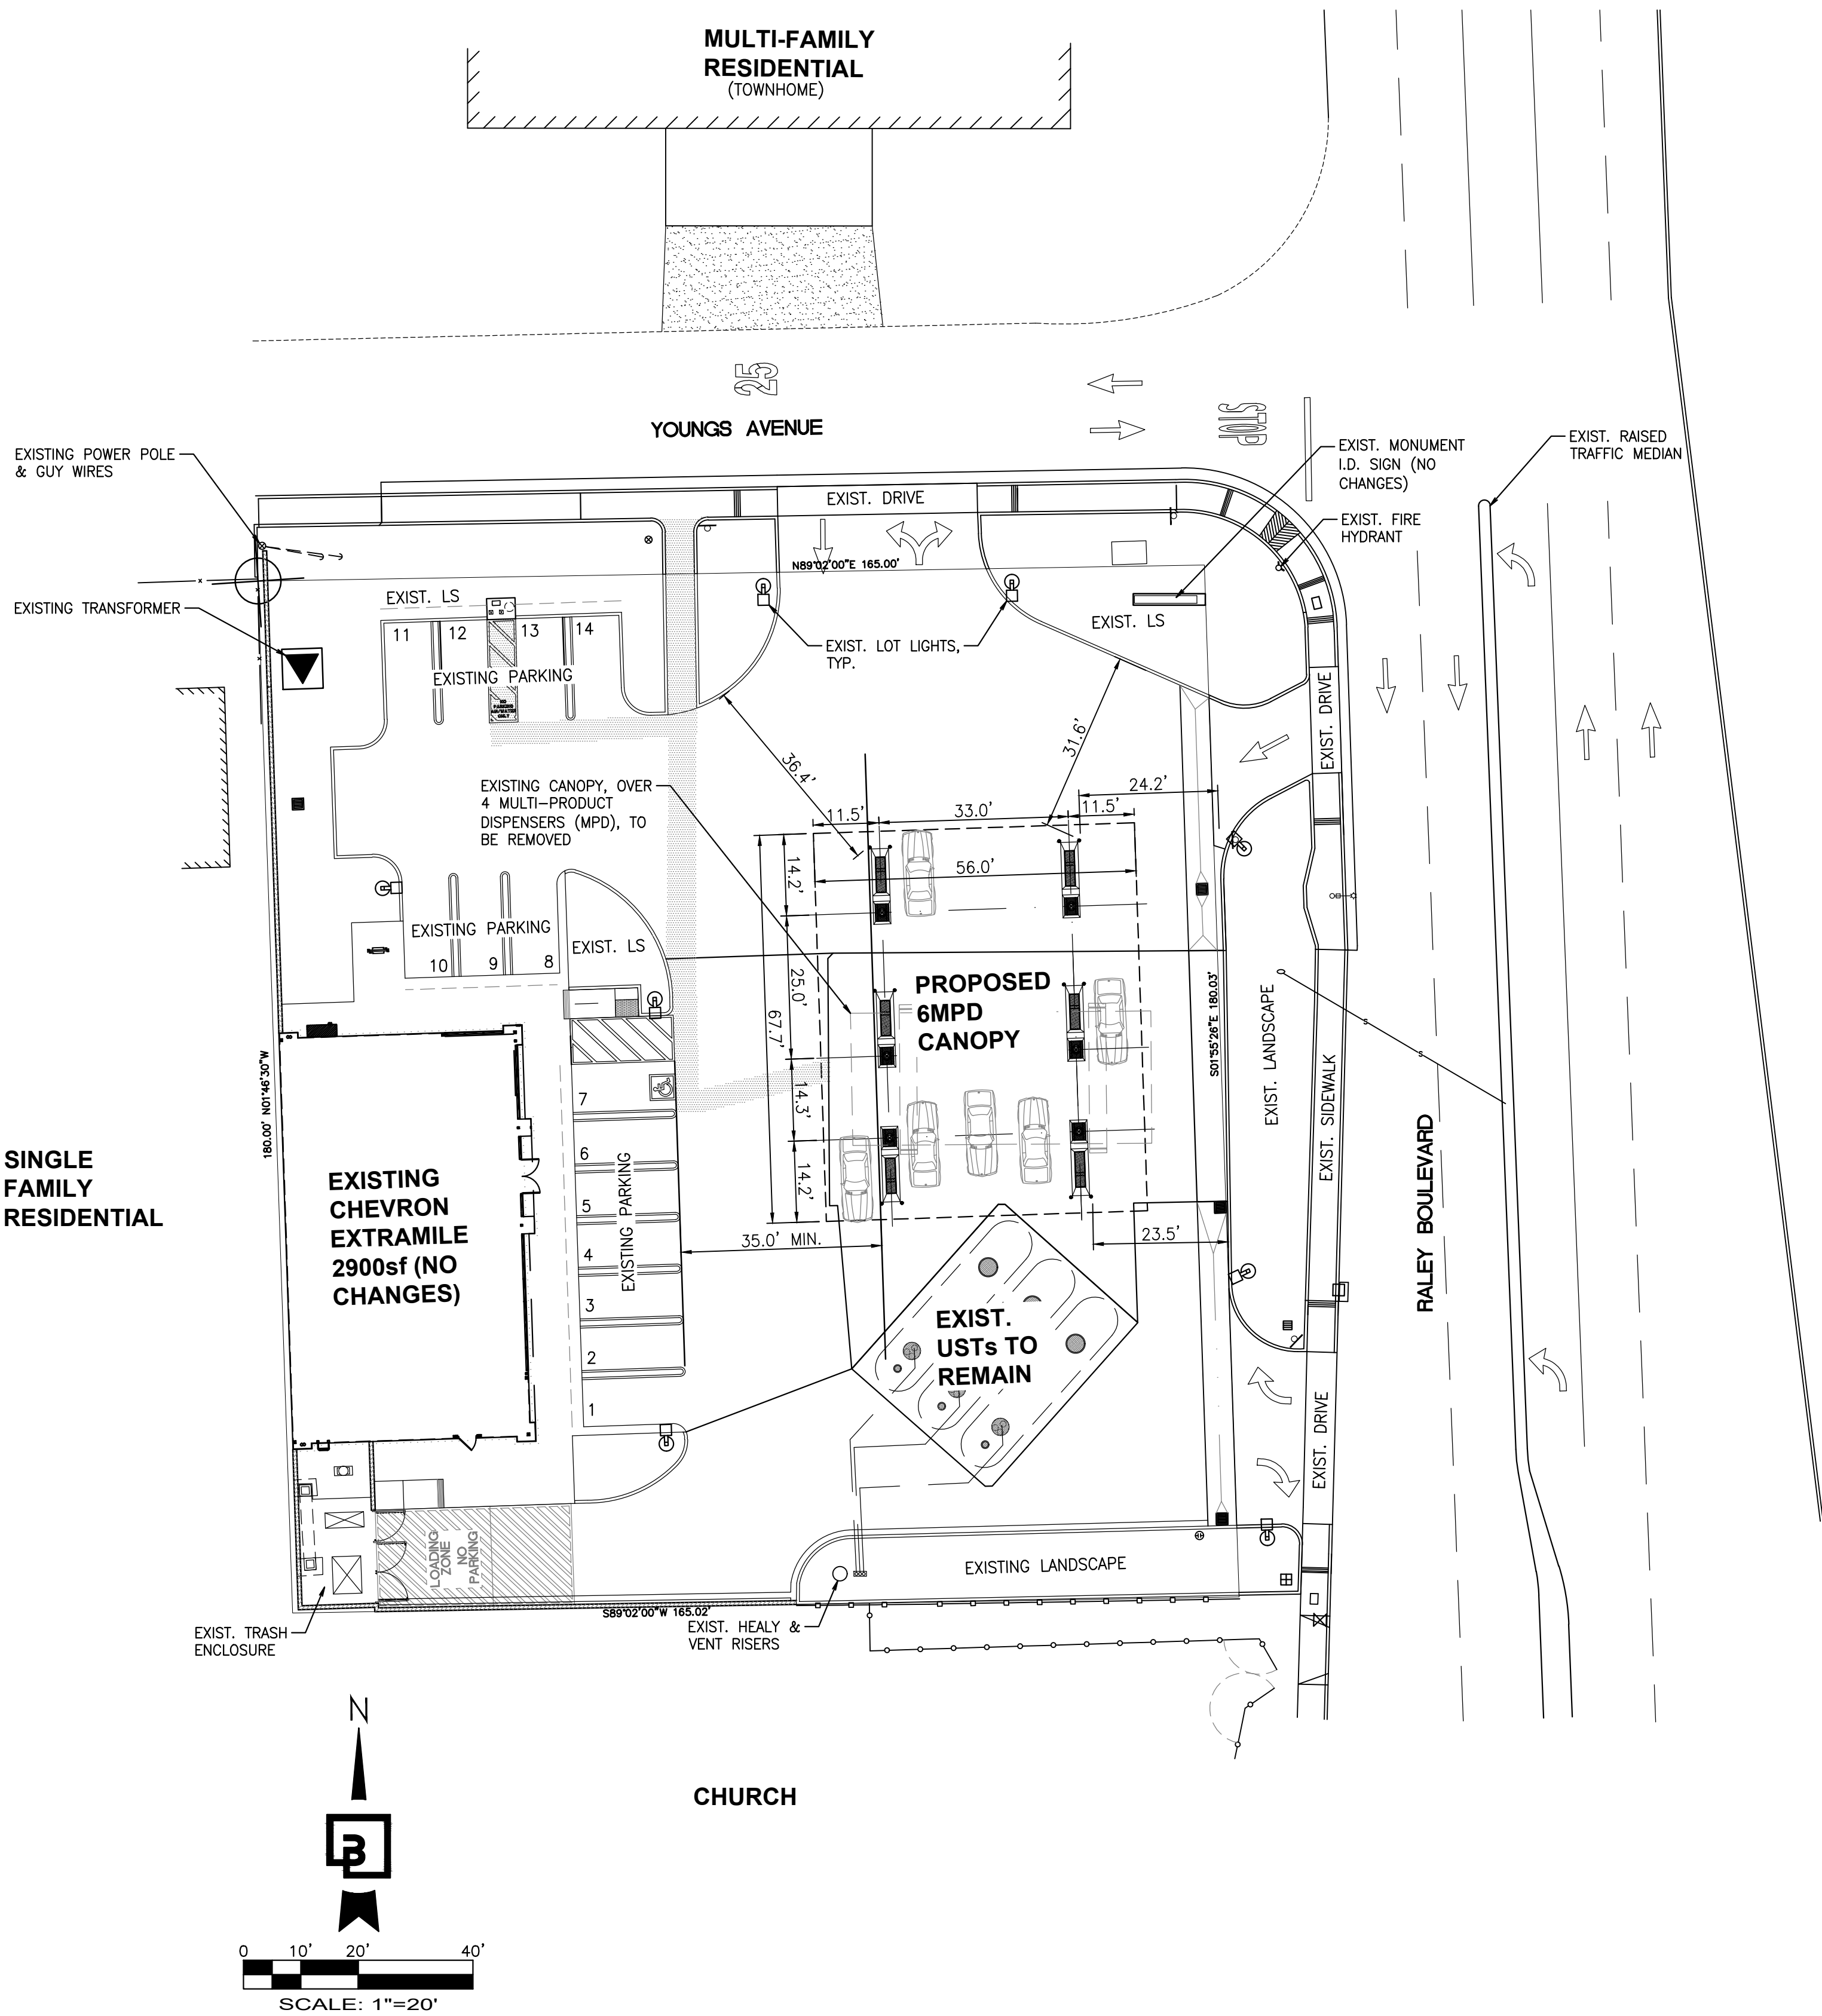 MULTI-FAMILY
RESIDENTIAL
(TOWNHOME)
25
STOP
YOUNGS AVENUE
EXISTING POWER POLE
& GUY WIRES
EXIST. MONUMENT
I.D. SIGN (NO
CHANGES)
EXIST. RAISED
TRAFFIC MEDIAN
EXIST. DRIVE
EXIST. FIRE
HYDRANT
N89°02'00"E 165.00'
EXISTING TRANSFORMER
EXIST. LS
EXIST. LS
11
12
13
14
EXIST. LOT LIGHTS,
TYP.
EXISTING PARKING
NO
PARKING
AIR/WATER
ONLY
EXIST. DRIVE
36.4'
31.6'
EXISTING CANOPY, OVER
4 MULTI-PRODUCT
DISPENSERS (MPD), TO
BE REMOVED
24.2'
11.5'
33.0'
11.5'
56.0'
14.2'
EXISTING PARKING
EXIST. LS
10
9
8
25.0'
67.7'
PROPOSED
6MPD
CANOPY
S01°55'26"E 180.03'
EXIST. LANDSCAPE
EXIST. SIDEWALK
s
s
180.00' N01°46'30"W
14.3'
14.2'
7
6
5
4
3
2
1
EXISTING PARKING
SINGLE
FAMILY
RESIDENTIAL
EXISTING
CHEVRON
EXTRAMILE
2900sf (NO
CHANGES)
35.0' MIN.
23.5'
RALEY BOULEVARD
EXIST.
USTs TO
REMAIN
EXIST. DRIVE
LOADING
ZONE
NO
PARKING
EXISTING LANDSCAPE
S89°02'00"W 165.02'
EXIST. TRASH
ENCLOSURE
EXIST. HEALY &
VENT RISERS
N
CHURCH
B
0 10' 20' 40'
SCALE: 1"=20'